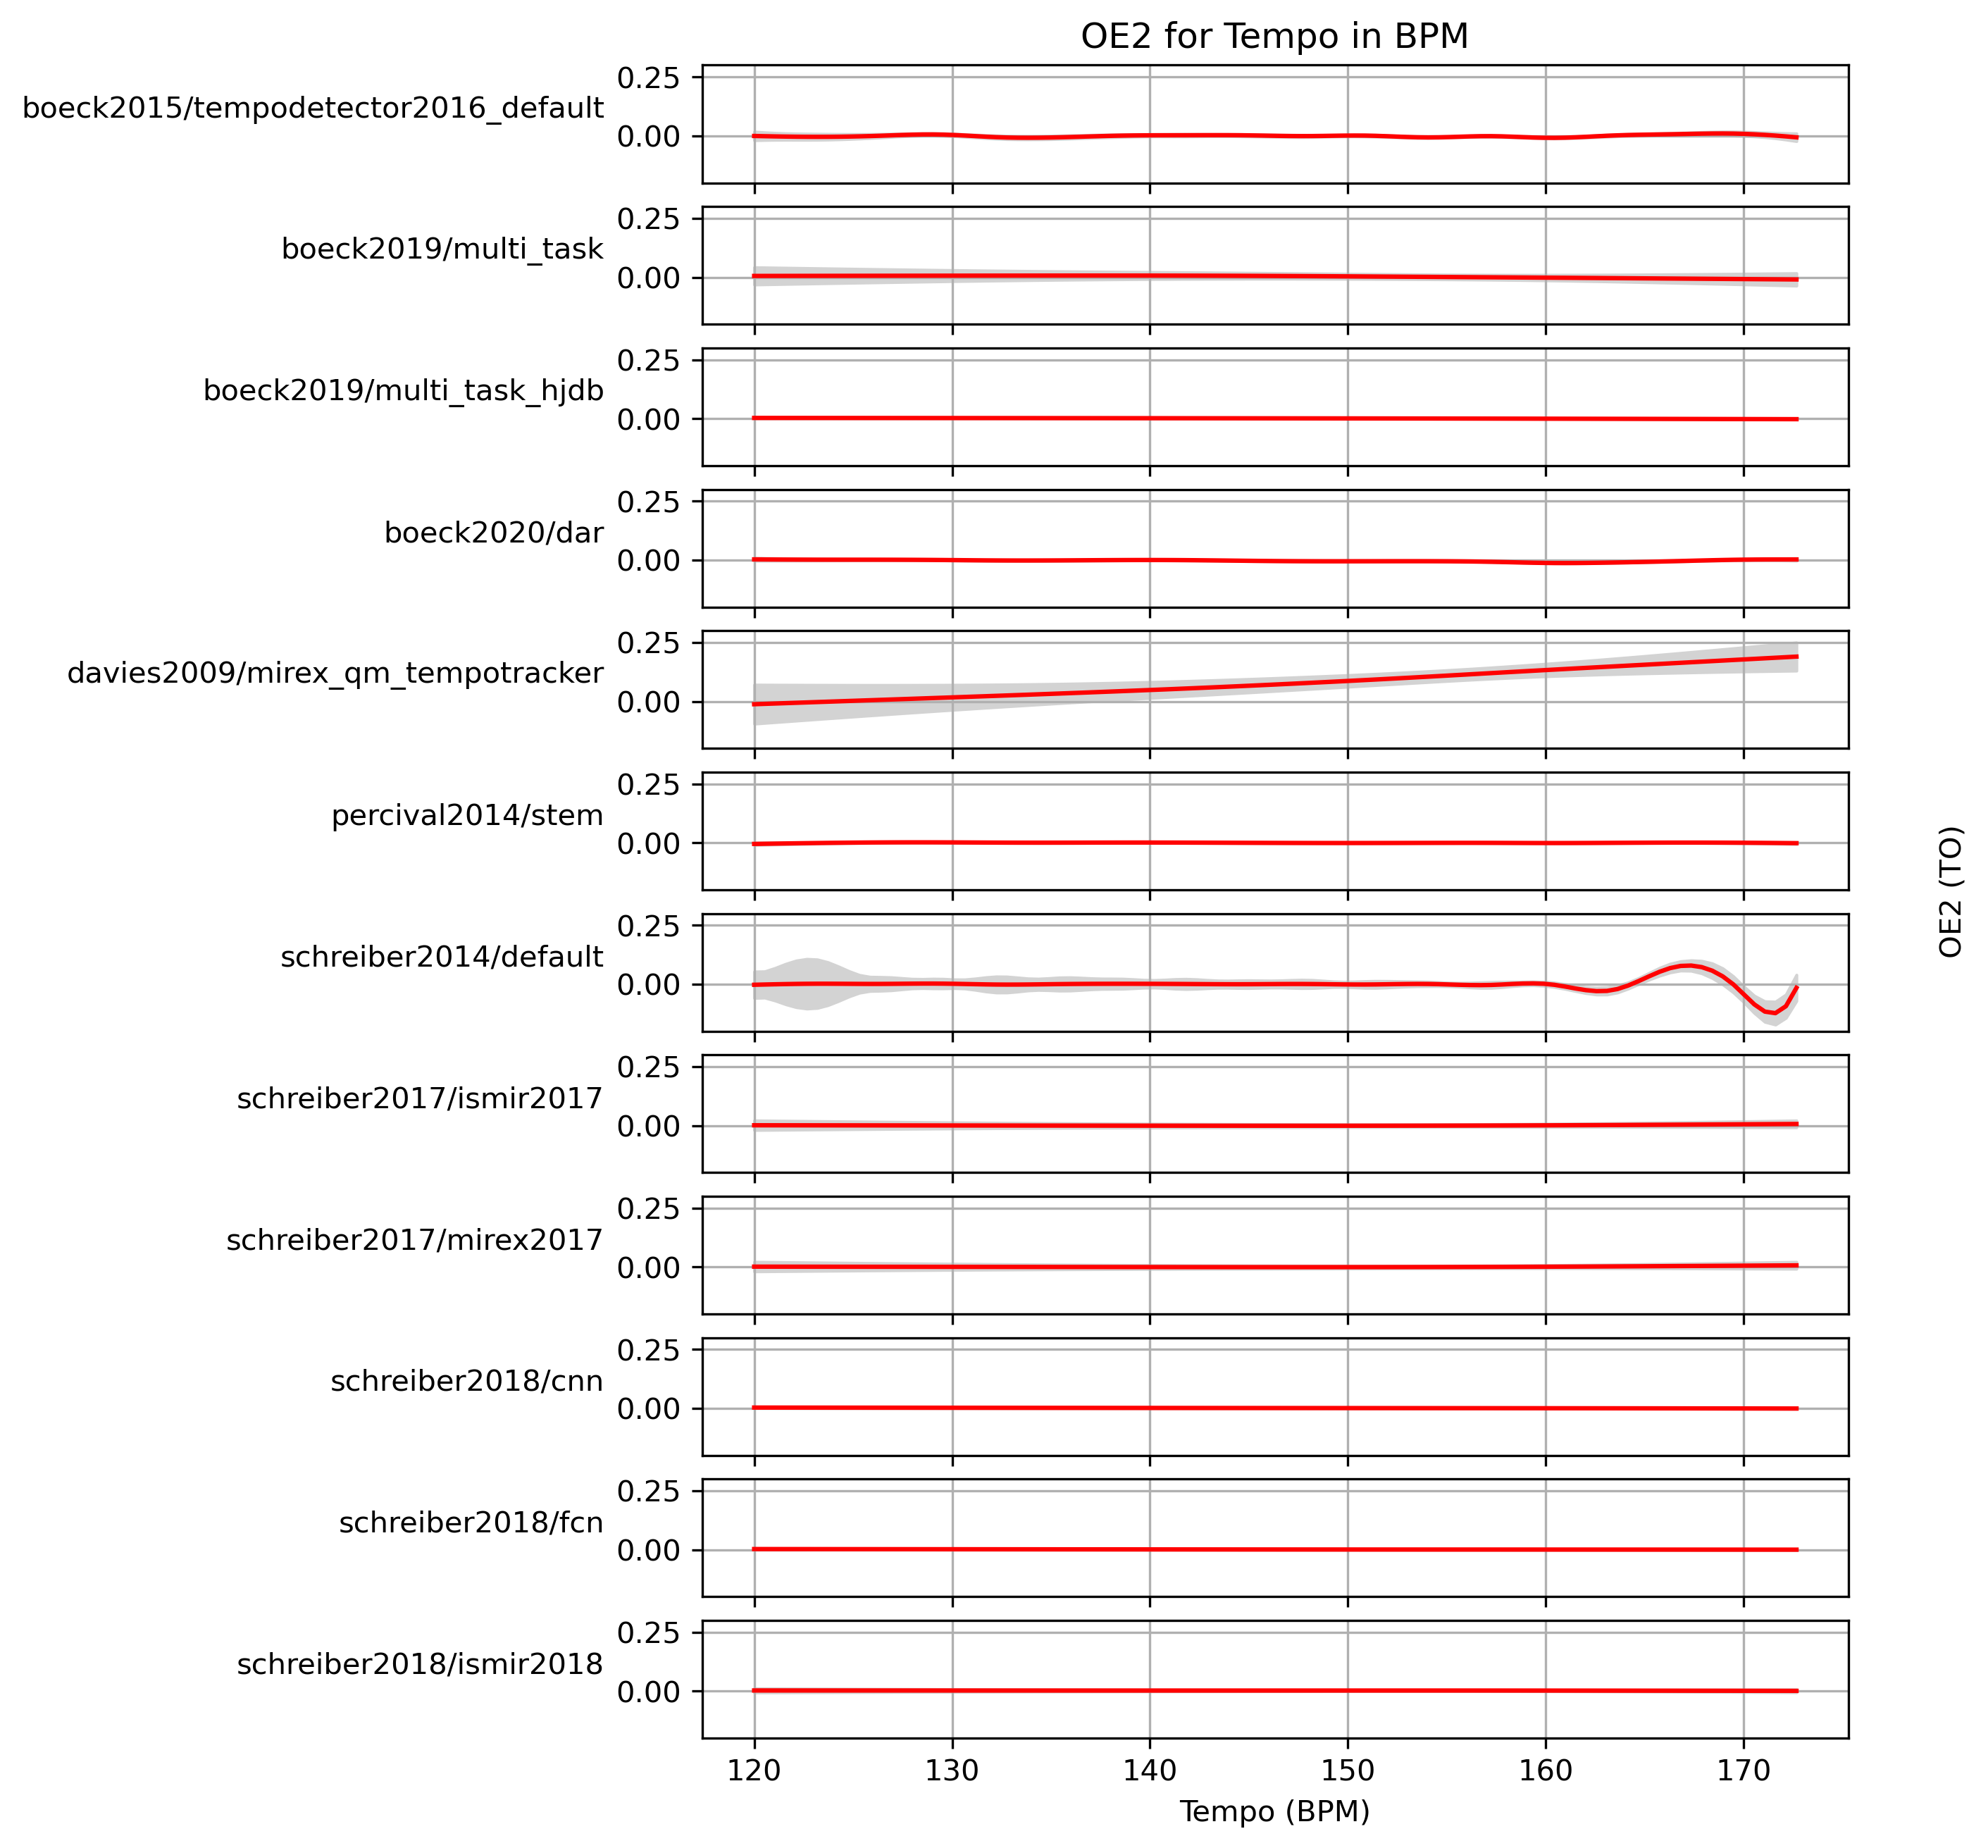 OE2 for Tempo in BPM
boeck2015/tempodetector2016_default
0.25
0.00
boeck2019/multi_task
0.25
0.00
boeck2019/multi_task_hjdb
0.25
0.00
boeck2020/dar
0.25
0.00
davies2009/mirex_qm_tempotracker
0.25
0.00
percival2014/stem
0.25
0.00
schreiber2014/default
0.25
0.00
schreiber2017/ismir2017
0.25
0.00
schreiber2017/mirex2017
0.25
0.00
schreiber2018/cnn
0.25
0.00
schreiber2018/fcn
0.25
0.00
schreiber2018/ismir2018
0.25
0.00
120 130 140 150 160 170
Tempo (BPM)
OE2 (TO)